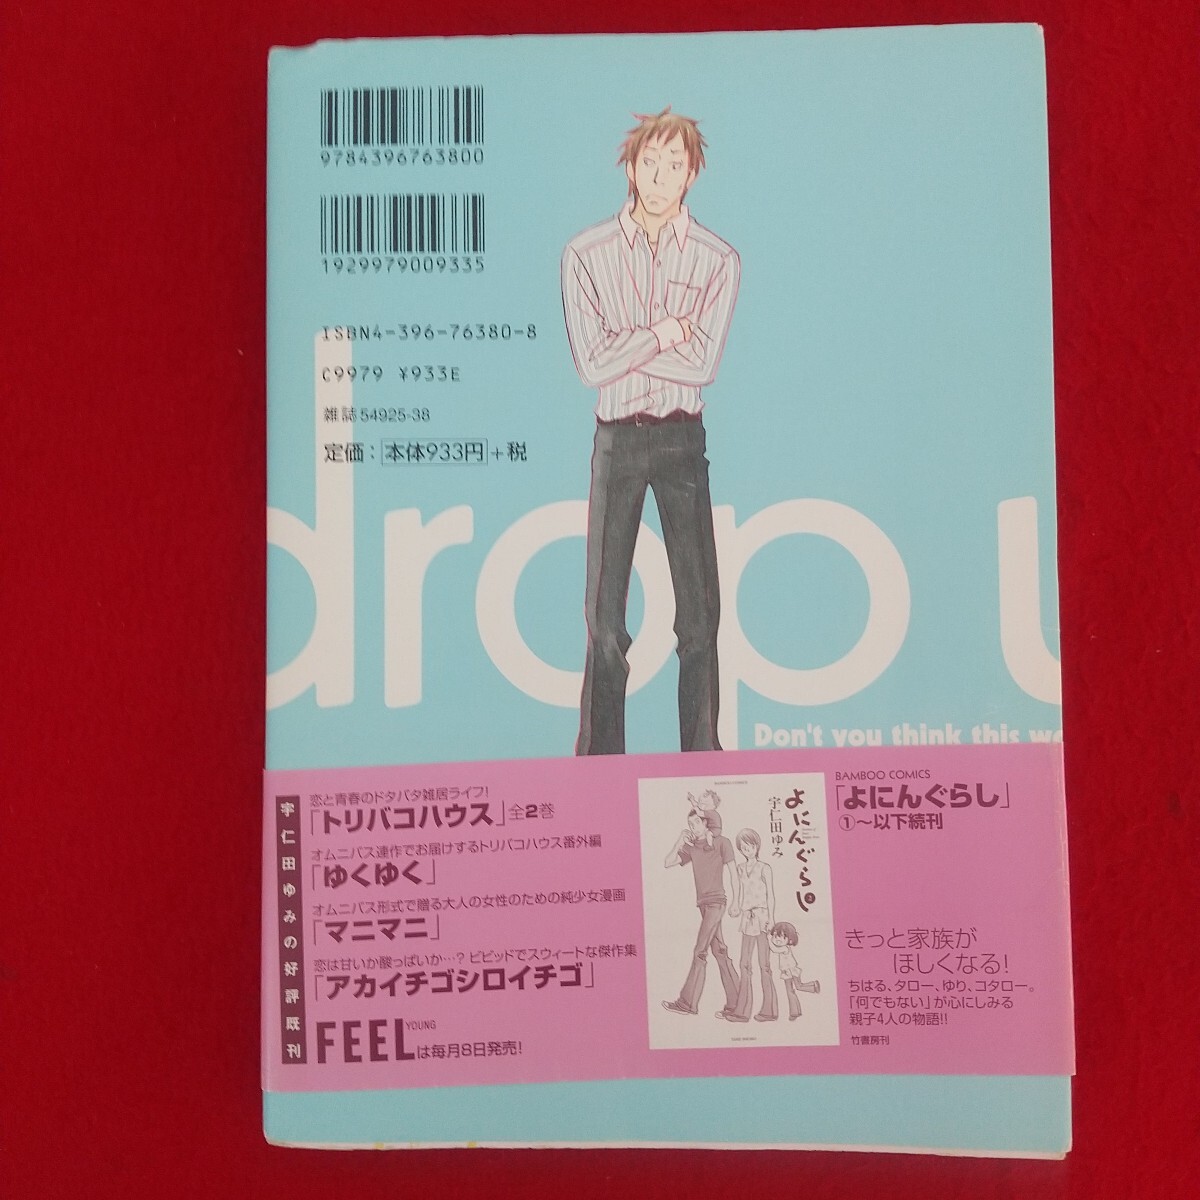 9784396763800
1929979009335
ISBN4-396-76380-8
C9979 ¥933E
雑誌54925-38
定価：本体933円+税
drop u
Don't you think this wo
宇仁田ゆみの好評既刊
恋と青春のドタバタ雑居ライフ!
「トリバコハウス」全2巻
オムニバス連作でお届けするトリバコハウス番外編
「ゆくゆく」
オムニバス形式で贈る大人の女性のための純少女漫画
「マニマニ」
恋は甘いか酸っぱいか…? ビビッドでスウィートな傑作集
「アカイチゴシロイチゴ」
FEEL YOUNG は毎月8日発売!
BAMBOO COMICS
よにんぐらし
宇仁田ゆみ
BAMBOO COMICS
「よにんぐらし」
①〜以下続刊
きっと家族が
ほしくなる!
ちはる、タロー、ゆり、コタロー。
「何でもない」が心にしみる
親子4人の物語!!
竹書房刊